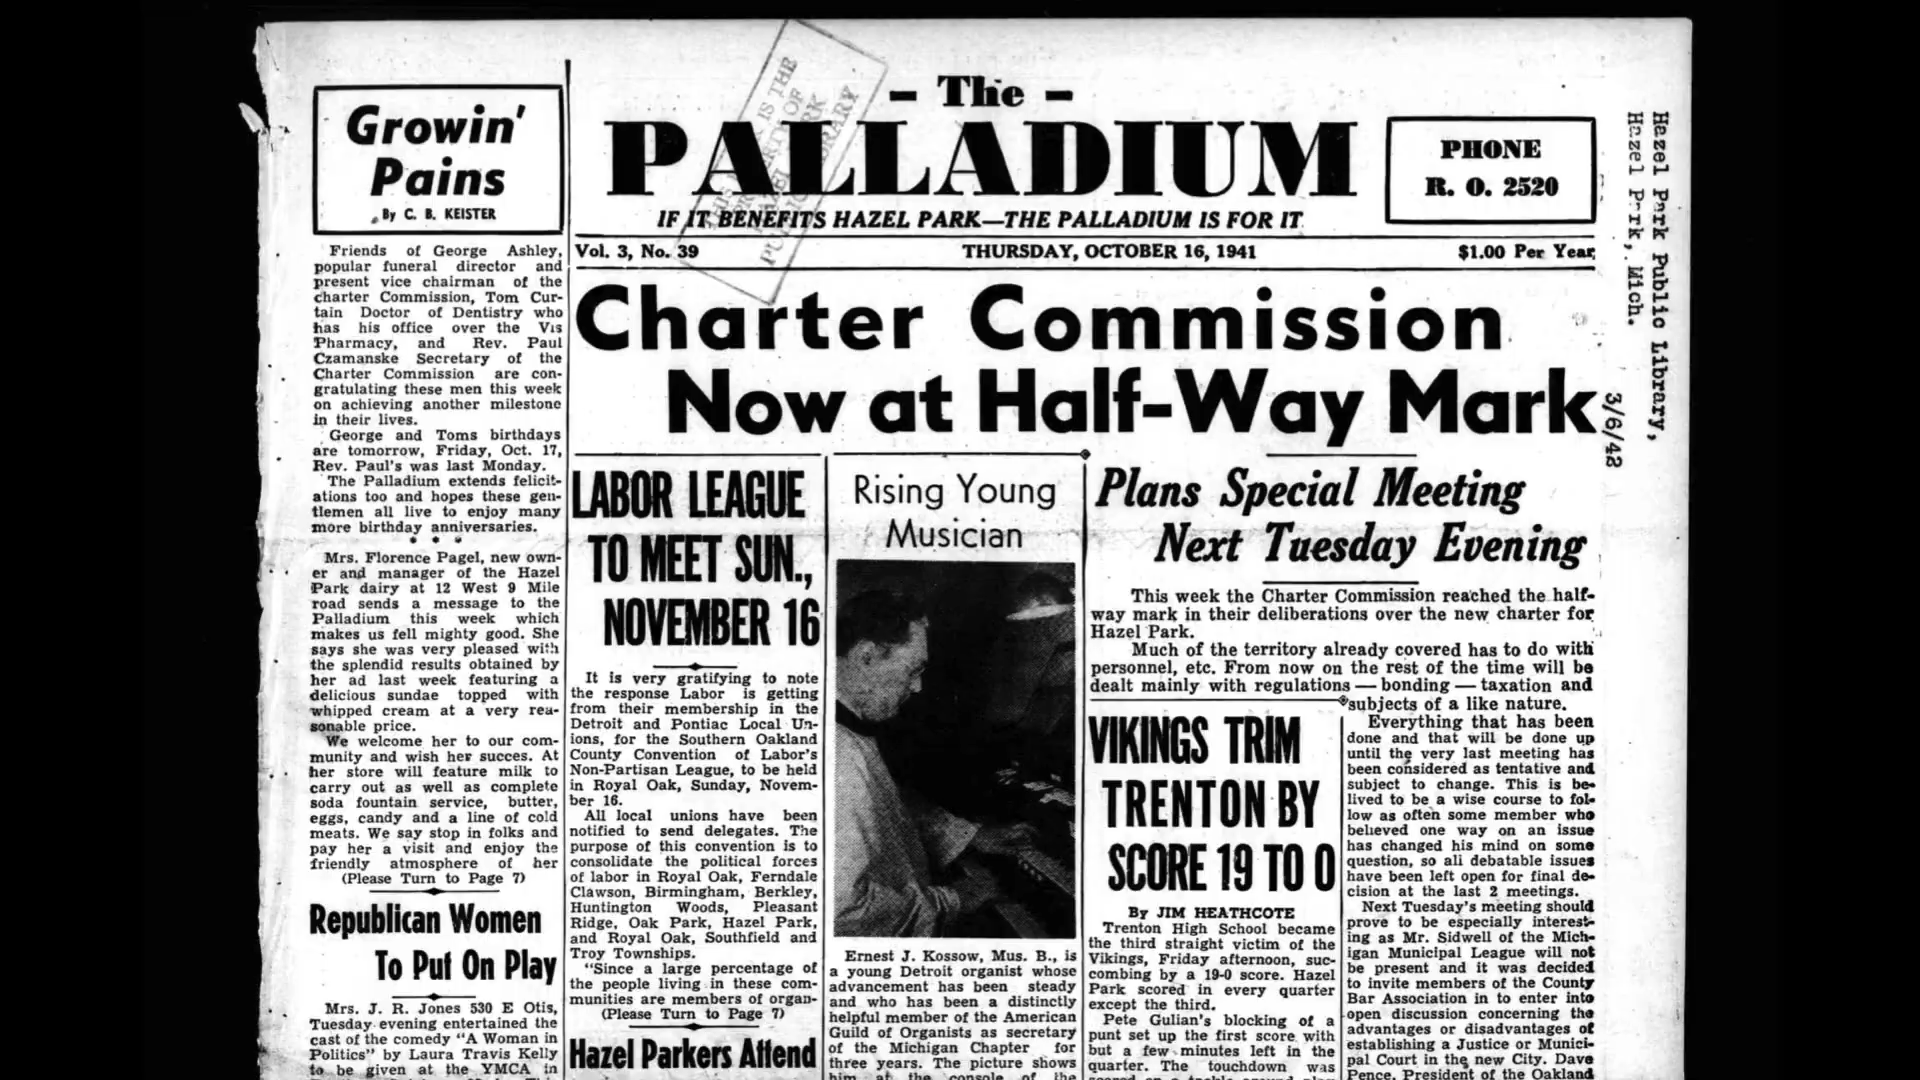 Growin'
Pains
By C. B. KEISTER
Friends of George Ashley,
popular funeral director and
present vice chairman of the
charter Commission, Tom Cur-
tain Doctor of Dentistry who
has his office over the Vis
Pharmacy, and Rev. Paul
Czamanske Secretary of the
Charter Commission are con-
gratulating these men this week
on achieving another milestone
in their lives.
George and Toms birthdays
are tomorrow, Friday, Oct. 17,
Rev. Paul's was last Monday.
The Palladium extends felicit-
ations too and hopes these gen-
tlemen all live to enjoy many
more birthday anniversaries.
* * *
Mrs. Florence Pagel, new own-
er and manager of the Hazel
Park dairy at 12 West 9 Mile
road sends a message to the
Palladium this week which
makes us fell mighty good. She
says she was very pleased with
the splendid results obtained by
her ad last week featuring a
delicious sundae topped with
whipped cream at a very rea-
sonable price.
We welcome her to our com-
munity and wish her succes. At
her store will feature milk to
carry out as well as complete
soda fountain service, butter,
eggs, candy and a line of cold
meats. We say stop in folks and
pay her a visit and enjoy the
friendly atmosphere of her
(Please Turn to Page 7)
Republican Women
To Put On Play
Mrs. J. R. Jones 530 E Otis,
Tuesday evening entertained the
cast of the comedy "A Woman in
Politics" by Laura Travis Kelly
to be given at the YMCA in
- The -
PALLADIUM
IF IT BENEFITS HAZEL PARK—THE PALLADIUM IS FOR IT
PHONE
R. O. 2520
Vol. 3, No. 39 THURSDAY, OCTOBER 16, 1941 $1.00 Per Year
Charter Commission
Now at Half-Way Mark
LABOR LEAGUE
TO MEET SUN.,
NOVEMBER 16
It is very gratifying to note
the response Labor is getting
from their membership in the
Detroit and Pontiac Local Un-
ions, for the Southern Oakland
County Convention of Labor's
Non-Partisan League, to be held
in Royal Oak, Sunday, Novem-
ber 16.
All local unions have been
notified to send delegates. The
purpose of this convention is to
consolidate the political forces
of labor in Royal Oak, Ferndale
Clawson, Birmingham, Berkley,
Huntington Woods, Pleasant
Ridge, Oak Park, Hazel Park,
and Royal Oak, Southfield and
Troy Townships.
"Since a large percentage of
the people living in these com-
munities are members of organ-
(Please Turn to Page 7)
Hazel Parkers Attend
Rising Young
Musician
Ernest J. Kossow, Mus. B., is
a young Detroit organist whose
advancement has been steady
and who has been a distinctly
helpful member of the American
Guild of Organists as secretary
of the Michigan Chapter for
three years. The picture shows
him at the console of the
Plans Special Meeting
Next Tuesday Evening
This week the Charter Commission reached the half-
way mark in their deliberations over the new charter for
Hazel Park.
Much of the territory already covered has to do with
personnel, etc. From now on the rest of the time will be
dealt mainly with regulations — bonding — taxation and
subjects of a like nature.
VIKINGS TRIM
TRENTON BY
SCORE 19 TO 0
By JIM HEATHCOTE
Trenton High School became
the third straight victim of the
Vikings, Friday afternoon, suc-
combing by a 19-0 score. Hazel
Park scored in every quarter
except the third.
Pete Gulian's blocking of a
punt set up the first score with
but a few minutes left in the
quarter. The touchdown was
Everything that has been
done and that will be done up
until the very last meeting has
been considered as tentative and
subject to change. This is be-
lived to be a wise course to fol-
low as often some member who
believed one way on an issue
has changed his mind on some
question, so all debatable issues
have been left open for final de-
cision at the last 2 meetings.
Next Tuesday's meeting should
prove to be especially interest-
ing as Mr. Sidwell of the Mich-
igan Municipal League will not
be present and it was decided
to invite members of the County
Bar Association in to enter into
open discussion concerning the
advantages or disadvantages of
establishing a Justice or Munici-
pal Court in the new City. Dave
Pence, President of the Oakland
Hazel Park Public Library,
Hazel Park, Mich.
3/6/42
THIS PAPER IS THE
PROPERTY OF
HAZEL PARK
PUBLIC LIBRARY